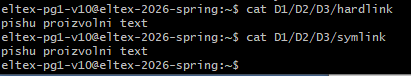 eltex-pg1-v10@eltex-2026-spring:~$ cat D1/D2/D3/hardlink
pishu proizvolni text
eltex-pg1-v10@eltex-2026-spring:~$ cat D1/D2/D3/symlink
pishu proizvolni text
eltex-pg1-v10@eltex-2026-spring:~$